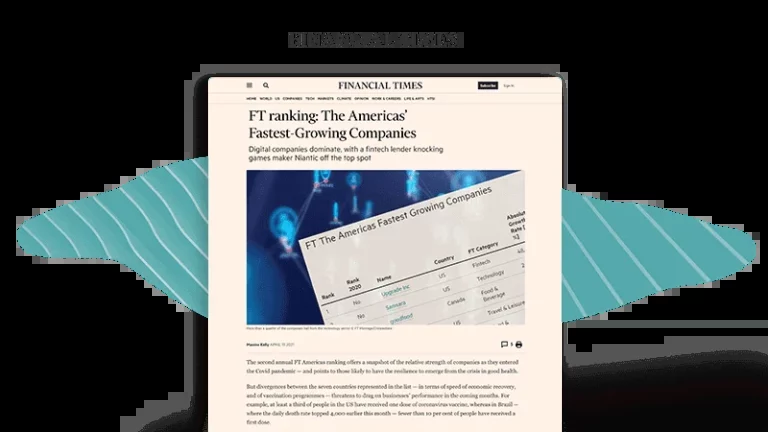 FINANCIAL TIMES
Subscribe
Sign In
HOME WORLD US COMPANIES TECH MARKETS CLIMATE OPINION WORK & CAREERS LIFE & ARTS HTSI
FT ranking: The Americas'
Fastest-Growing Companies
Digital companies dominate, with a fintech lender knocking
games maker Niantic off the top spot
FT The Americas Fastest Growing Companies
Rank
Rank
2020
Name
Country
FT Category
Absolute
Growth
Rate
1
No
Upgrade Inc
US
Fintech
No
US
Technology
goodfood
Canada
Food &
Beverage
Travel & Leisure
Maxine Kelly APRIL 13 2021
The second annual FT Americas ranking offers a snapshot of the relative strength of companies as they entered
the Covid pandemic — and points to those likely to have the resilience to emerge from the crisis in good health.
But divergences between the seven countries represented in the list — in terms of speed of economic recovery,
and of vaccination programmes — threatens to drag on businesses' performance in the coming months. For
example, at least a third of people in the US have received one dose of coronavirus vaccine, whereas in Brazil —
where the daily death rate topped 4,000 earlier this month — fewer than 10 per cent of people have received a
first dose.